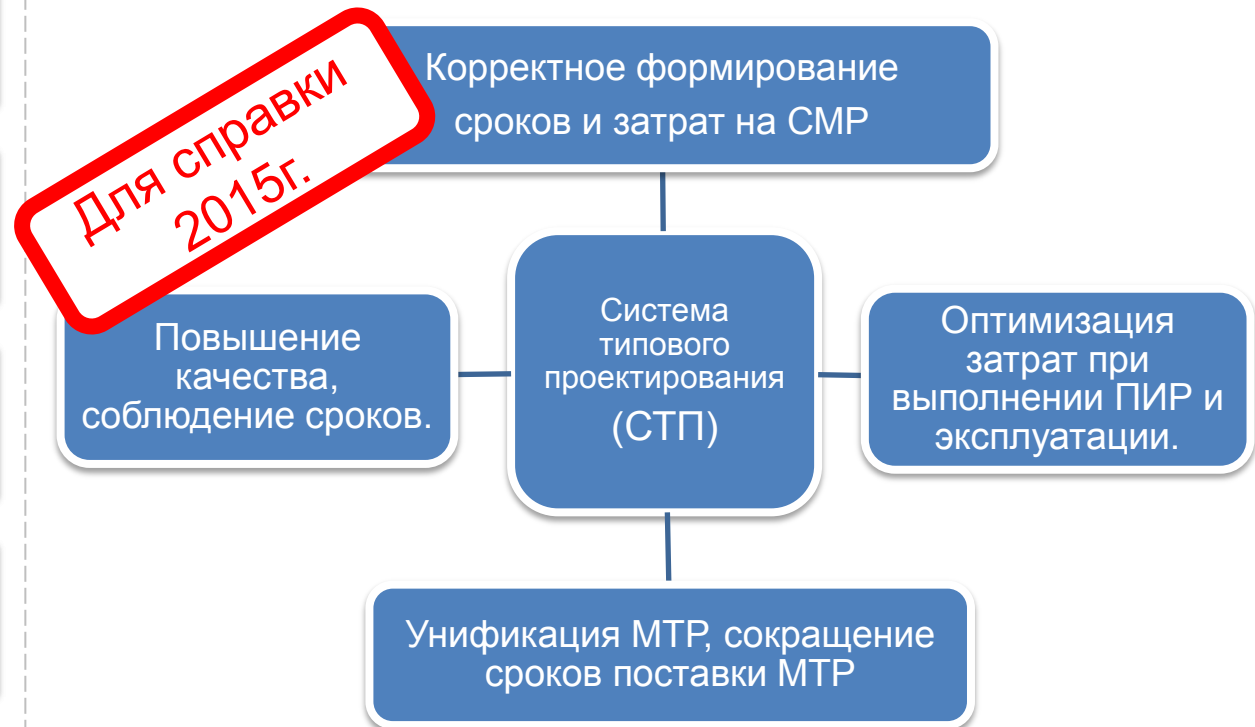 Для справки
2015г.
Корректное формирование
сроков и затрат на СМР
Повышение
качества,
соблюдение сроков.
Система
типового
проектирования
(СТП)
Оптимизация
затрат при
выполнении ПИР и
эксплуатации.
Унификация МТР, сокращение
сроков поставки МТР